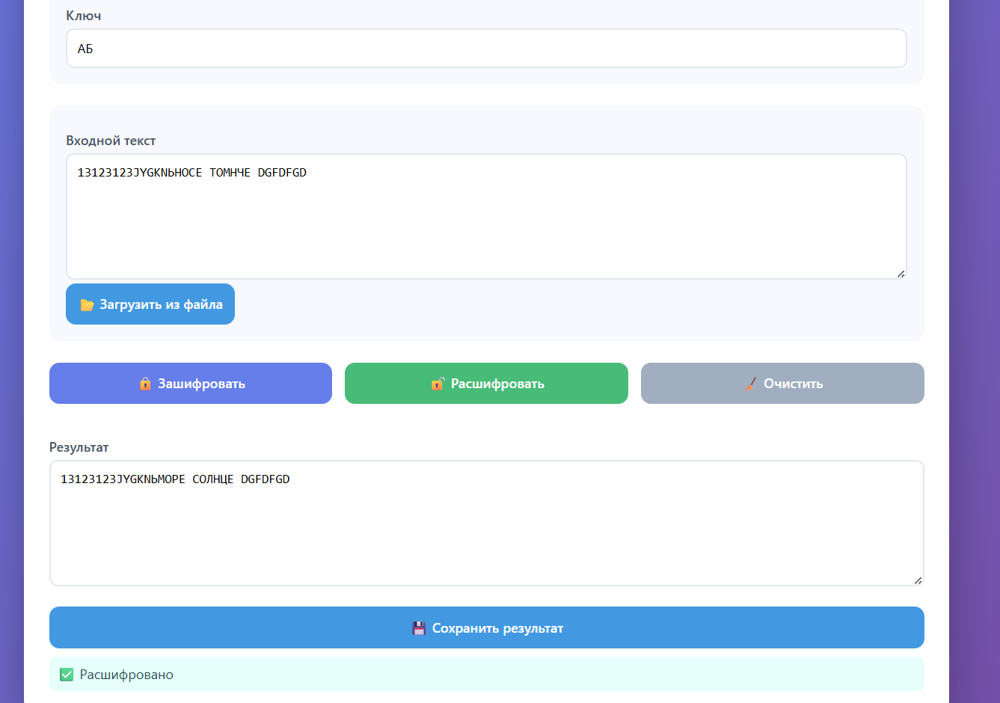 Ключ
АБ
Входной текст
13123123JYGKNЬНОСЕ ТОМНЧЕ DGFDFGD
📂 Загрузить из файла
🔒 Зашифровать
🔓 Расшифровать
🧹 Очистить
Результат
13123123JYGKNЬМОРЕ СОЛНЦЕ DGFDFGD
💾 Сохранить результат
✅ Расшифровано